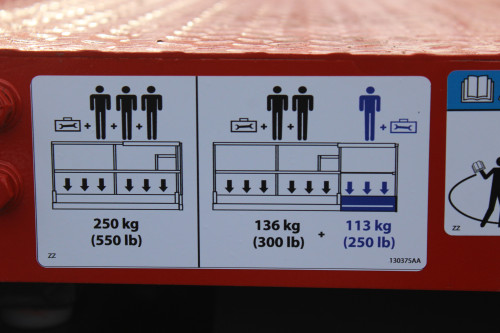 250 kg
(550 lb)
136 kg
(300 lb)
+
113 kg
(250 lb)
ZZ
130375AA
ZZ